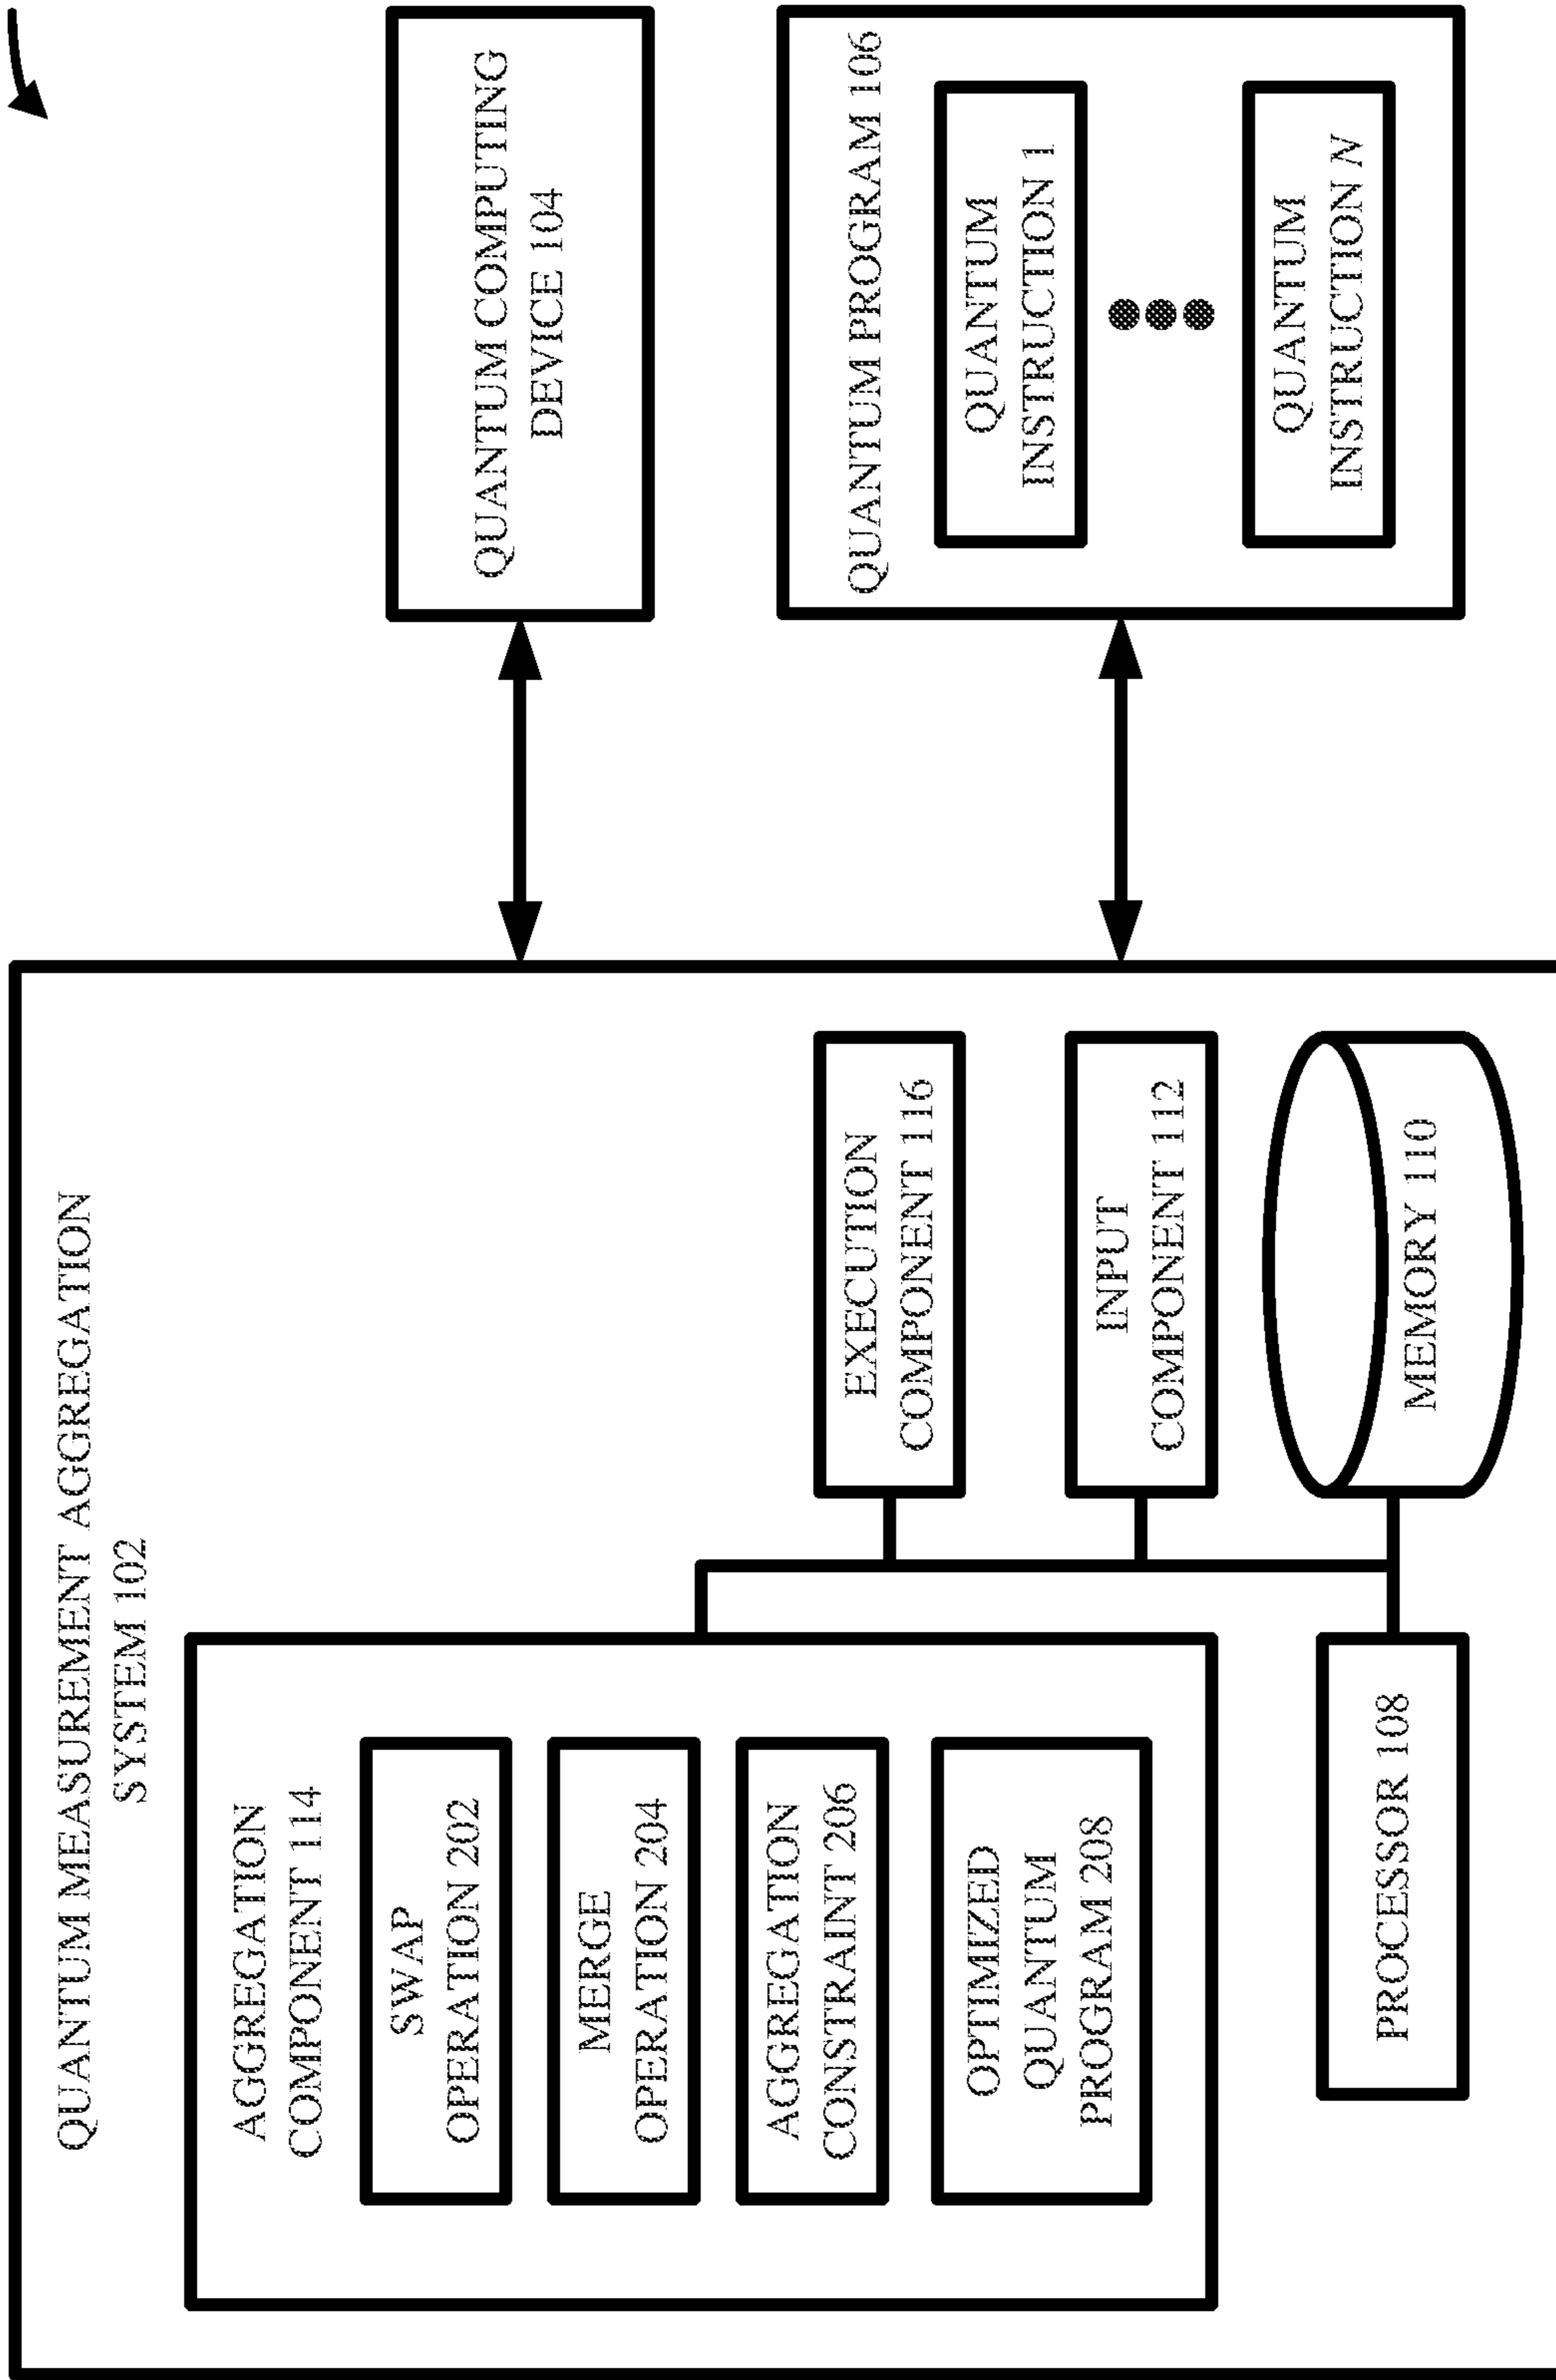 QUANTUM MEASUREMENT AGGREGATION
SYSTEM 102
AGGREGATION
COMPONENT 114
SWAP
OPERATION 202
MERGE
OPERATION 204
AGGREGATION
CONSTRAINT 206
OPTIMIZED
QUANTUM
PROGRAM 208
PROCESSOR 108
EXECUTION
COMPONENT 116
INPUT
COMPONENT 112
MEMORY 110
QUANTUM COMPUTING
DEVICE 104
QUANTUM PROGRAM 106
QUANTUM
INSTRUCTION 1
QUANTUM
INSTRUCTION N